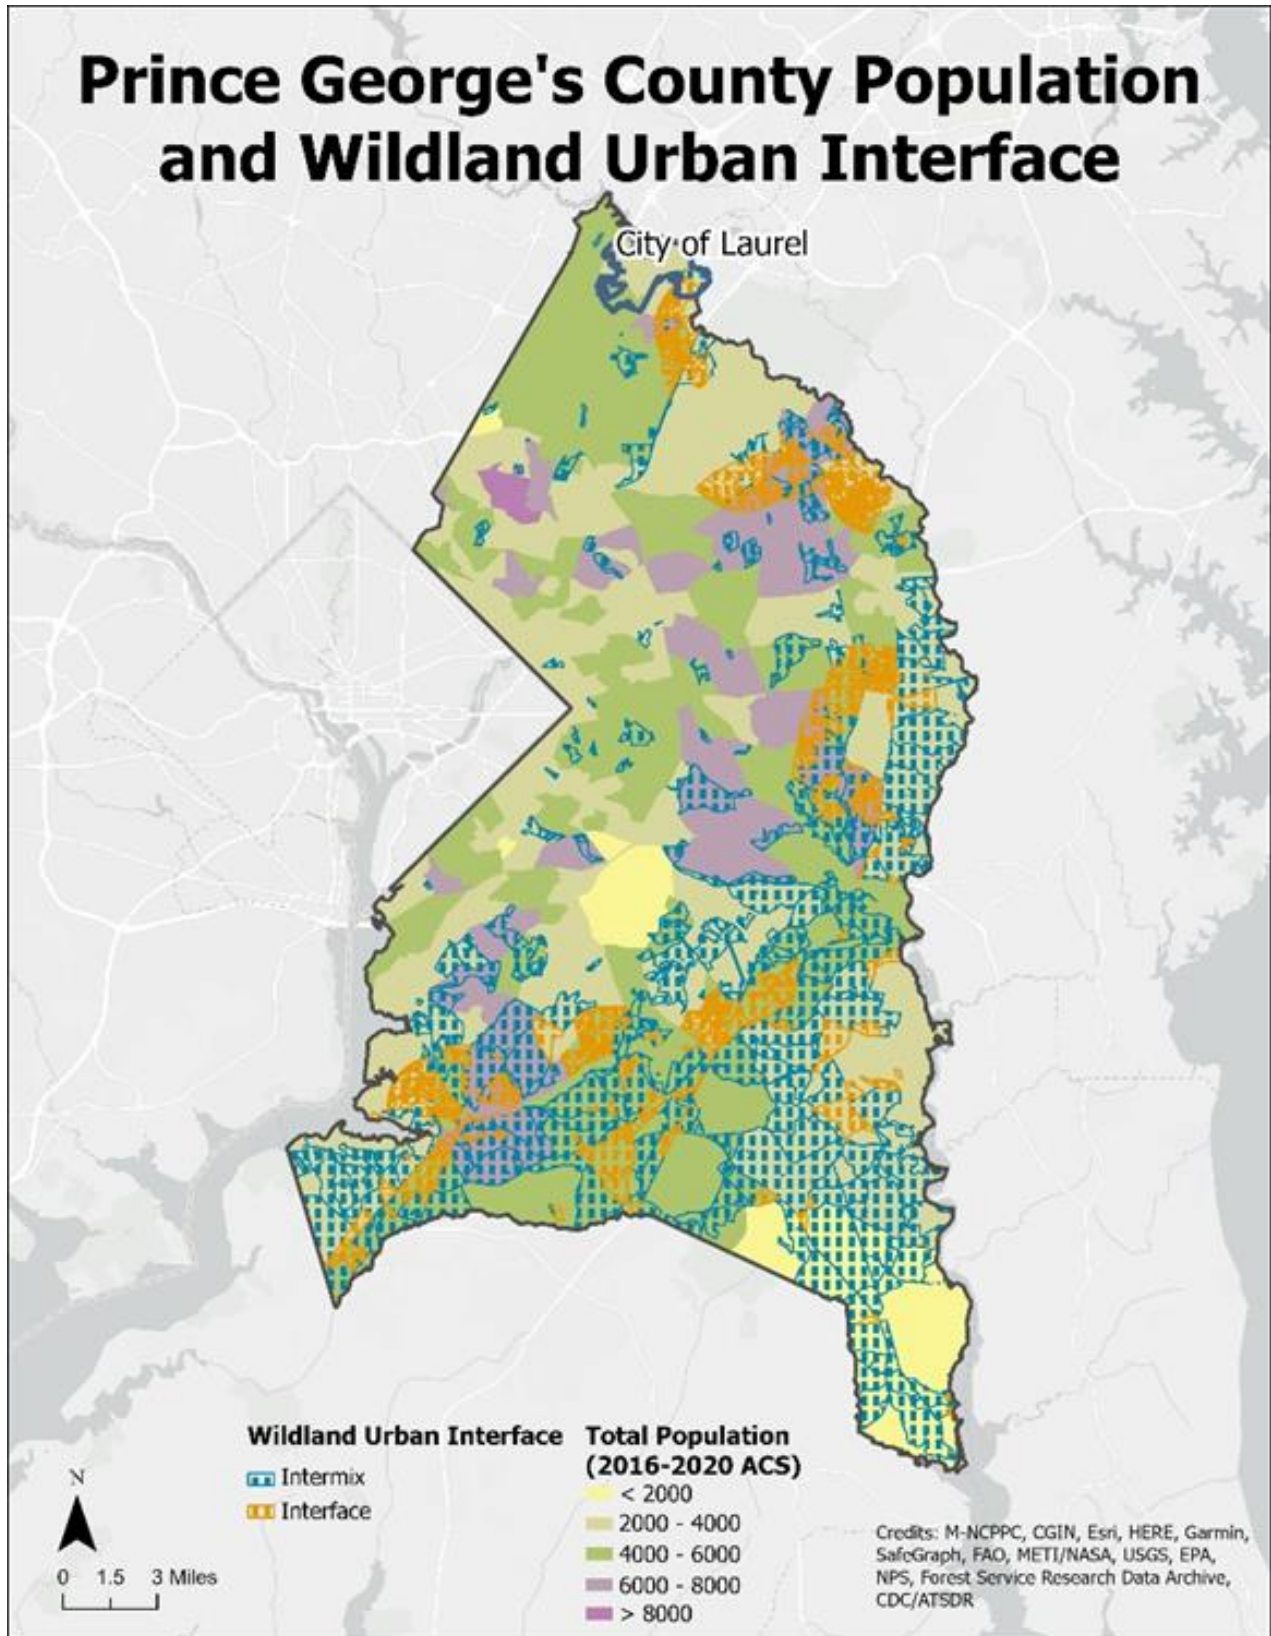 Prince George's County Population
and Wildland Urban Interface
City of Laurel
Wildland Urban Interface
Intermix
Interface
Total Population
(2016-2020 ACS)
< 2000
2000 - 4000
4000 - 6000
6000 - 8000
> 8000
N
0 1.5 3 Miles
Credits: M-NCPPC, CGIN, Esri, HERE, Garmin,
SafeGraph, FAO, METI/NASA, USGS, EPA,
NPS, Forest Service Research Data Archive,
CDC/ATSDR